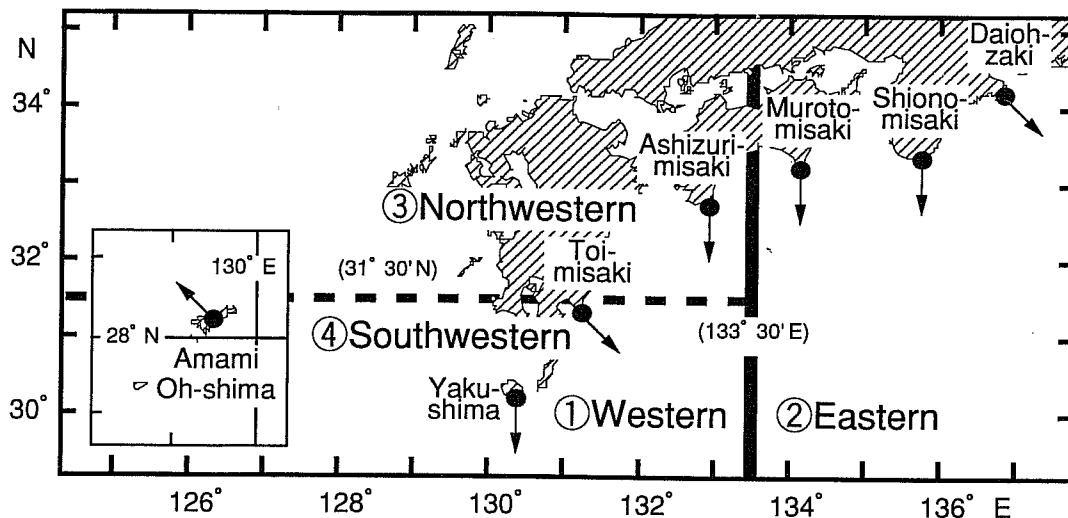 N
34°
32°
30°
126°
128°
130°
132°
134°
136° E
Daioh-
zaki
Shiono-
misaki
Muroto-
misaki
Ashizuri-
misaki
③Northwestern
Toi-
misaki
(31° 30' N)
(133° 30' E)
④Southwestern
Yaku-
shima
①Western
②Eastern
130° E
28° N
Amami
Oh-shima